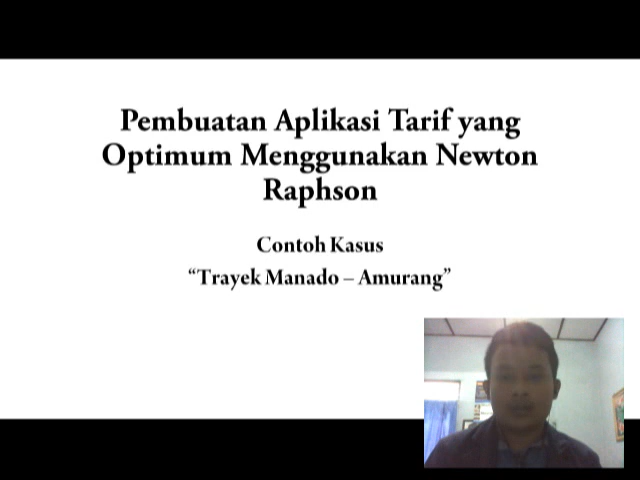 Pembuatan Aplikasi Tarif yang
Optimum Menggunakan Newton
Raphson
Contoh Kasus
“Trayek Manado – Amurang”